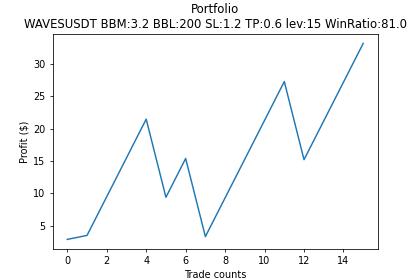 Portfolio
WAVESUSDT BBM:3.2 BBL:200 SL:1.2 TP:0.6 lev:15 WinRatio:81.0
Profit ($)
30
25
20
15
10
5
0 2 4 6 8 10 12 14
Trade counts